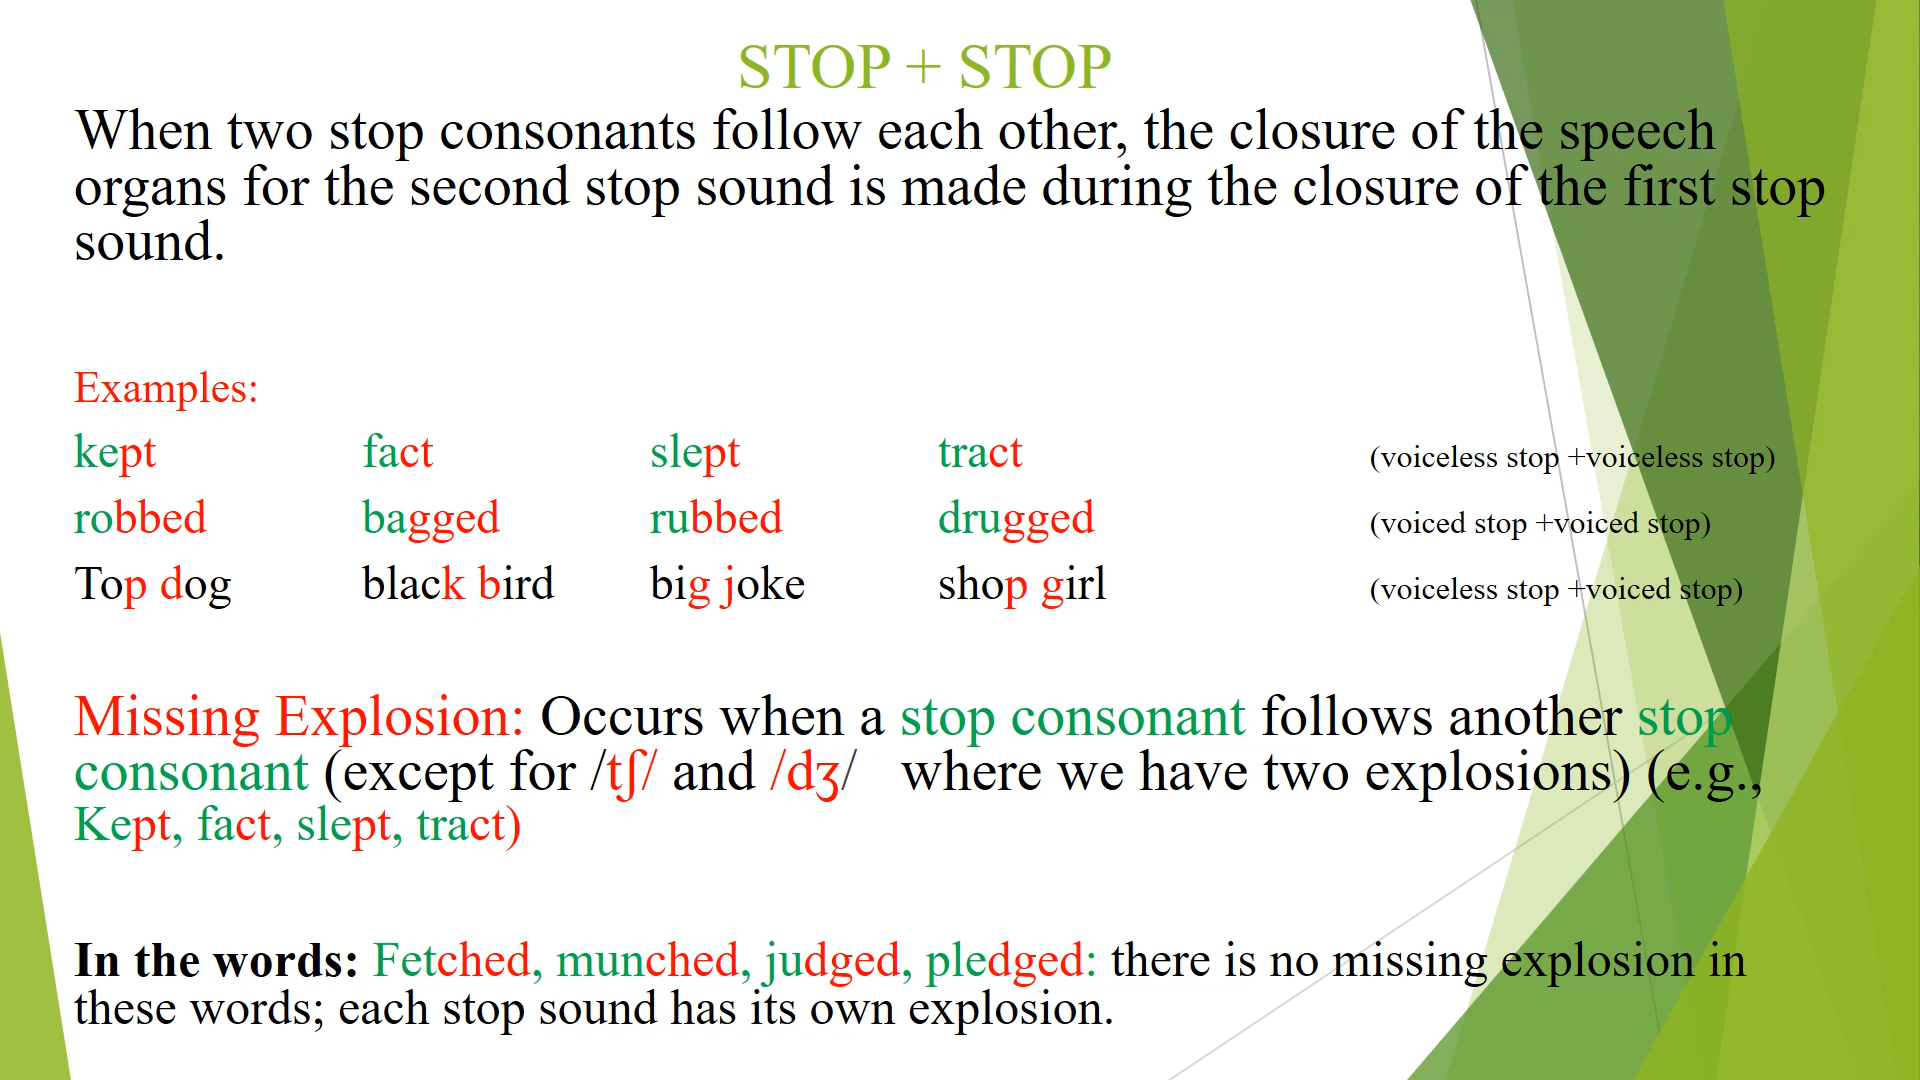 STOP + STOP
When two stop consonants follow each other, the closure of the speech
organs for the second stop sound is made during the closure of the first stop
sound.
Examples:
kept fact slept tract (voiceless stop +voiceless stop)
robbed bagged rubbed drugged (voiced stop +voiced stop)
Top dog black bird big joke shop girl (voiceless stop +voiced stop)
Missing Explosion: Occurs when a stop consonant follows another stop
consonant (except for /tʃ/ and /dʒ/ where we have two explosions) (e.g.,
Kept, fact, slept, tract)
In the words: Fetched, munched, judged, pledged: there is no missing explosion in
these words; each stop sound has its own explosion.